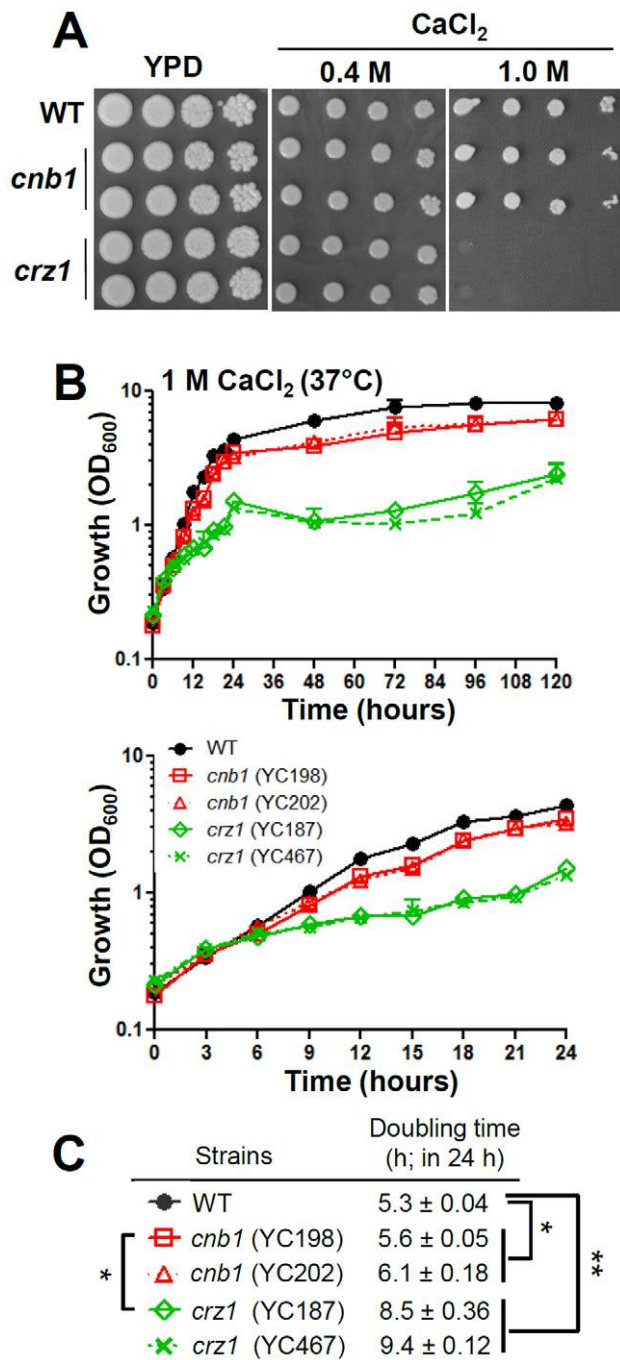 A
CaCl₂
YPD
0.4 M
1.0 M
WT
cnb1
crz1
B
1 M CaCl₂ (37°C)
Growth (OD₆₀₀)
10
1
0.1
0 12 24 36 48 60 72 84 96 108 120
Time (hours)
WT
cnb1 (YC198)
cnb1 (YC202)
crz1 (YC187)
crz1 (YC467)
Growth (OD₆₀₀)
10
1
0.1
0 3 6 9 12 15 18 21 24
Time (hours)
C
Strains
Doubling time
(h; in 24 h)
WT 5.3 ± 0.04
cnb1 (YC198) 5.6 ± 0.05
cnb1 (YC202) 6.1 ± 0.18
crz1 (YC187) 8.5 ± 0.36
crz1 (YC467) 9.4 ± 0.12
*
*
**